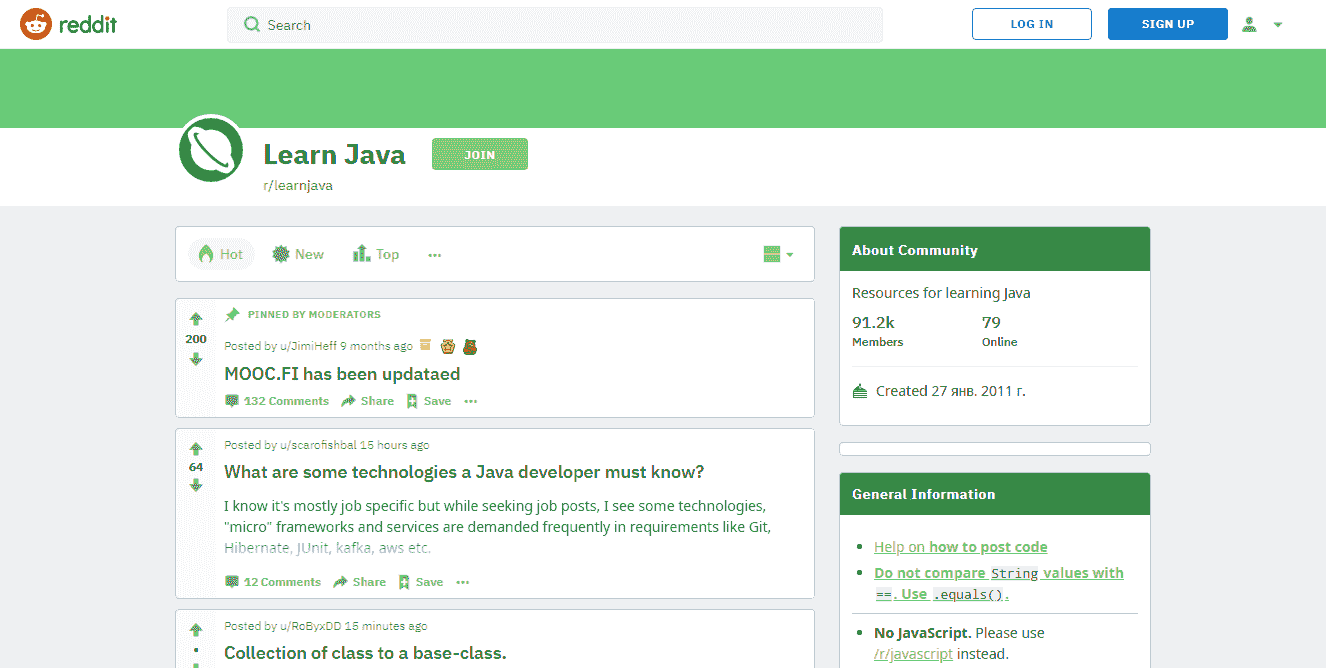 reddit
Search
LOG IN
SIGN UP
Learn Java
JOIN
r/learnjava
Hot
New
Top
PINNED BY MODERATORS
200
Posted by u/JimiHeff 9 months ago
MOOC.FI has been updataed
132 Comments
Share
Save
Posted by u/scarofishbal 15 hours ago
64
What are some technologies a Java developer must know?
I know it's mostly job specific but while seeking job posts, I see some technologies,
"micro" frameworks and services are demanded frequently in requirements like Git,
Hibernate, JUnit, kafka, aws etc.
12 Comments
Share
Save
Posted by u/RoByxDD 15 minutes ago
Collection of class to a base-class.
About Community
Resources for learning Java
91.2k
79
Members
Online
Created 27 янв. 2011 г.
General Information
Help on how to post code
Do not compare String values with
==. Use .equals().
No JavaScript. Please use
/r/javascript instead.